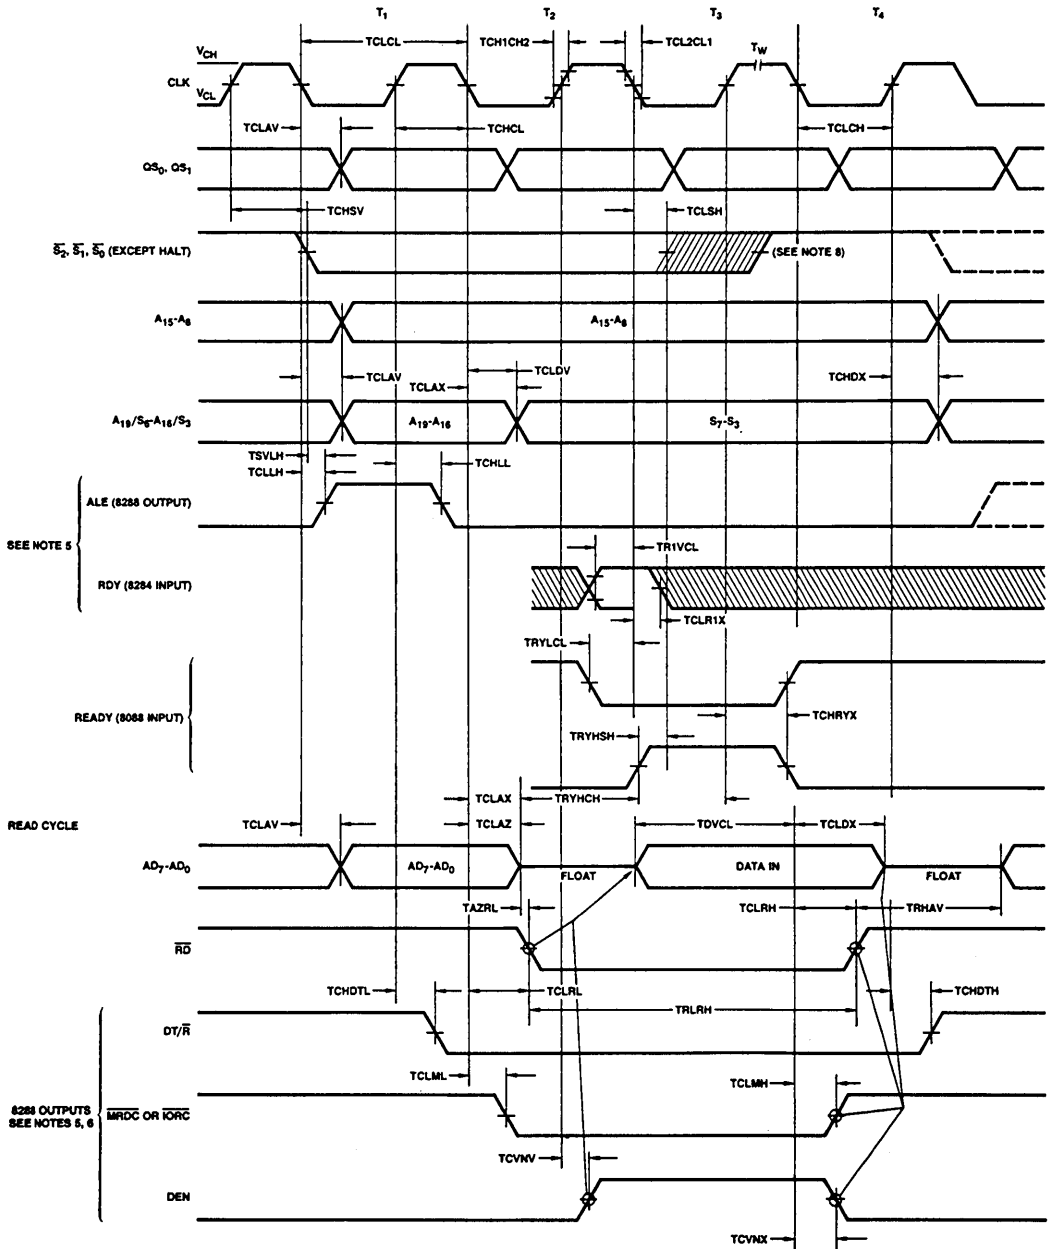 T1 T2 T3 T4
TCLCL TCH1CH2 TCL2CL1
VCH
TW
CLK
VCL
TCLAV TCHCL TCLCH
QS0, QS1
TCHSV TCLSH
S2, S1, S0 (EXCEPT HALT) (SEE NOTE 8)
A15-A8 A15-A8
TCLAV TCLDV TCHDX
TCLAX
A19/S6-A16/S3 A19-A16 S7-S3
TSVLH TCHLL
TCLLH
ALE (8288 OUTPUT)
SEE NOTE 5
TR1VCL
RDY (8284 INPUT)
TCLR1X
TRYLCL
READY (8088 INPUT) TCHRYX
TRYHSH
TCLAX TRYHCH
READ CYCLE TCLAV TCLAZ TDVCL TCLDX
AD7-AD0 AD7-AD0 FLOAT DATA IN FLOAT
TAZRL TCLRH TRHAV
RD
TCHDTL TCLRL TRLRH TCHDTH
DT/R
TCLML TCLMH
8288 OUTPUTS
SEE NOTES 5, 6
MRDC OR IORC
TCVNV
DEN
TCVNX